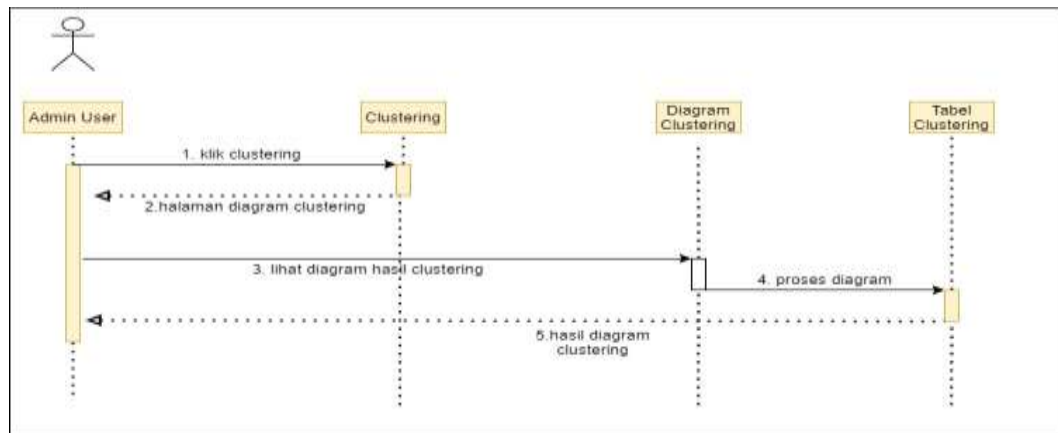 Admin User
Clustering
Diagram
Clustering
Tabel
Clustering
1. klik clustering
2.halaman diagram clustering
3. lihat diagram hasil clustering
4. proses diagram
5.hasil diagram
clustering